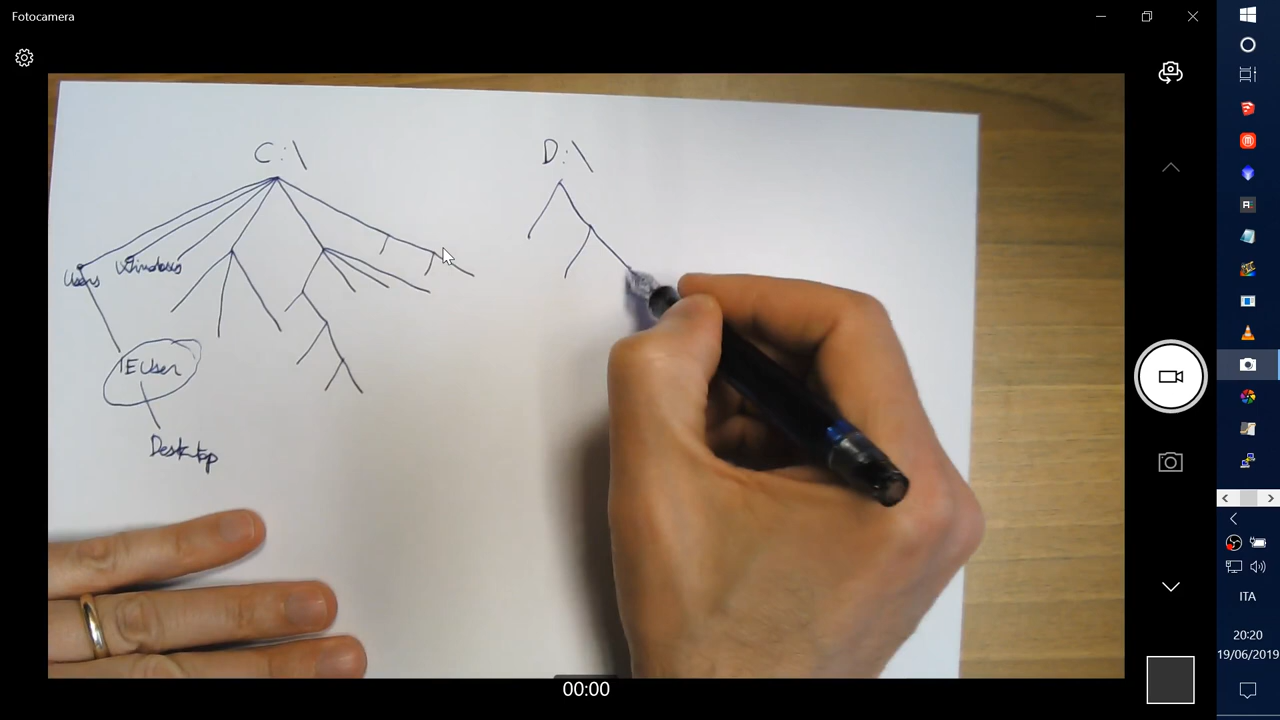 Fotocamera
C:\ D:\
Users Windows
IEUser
Desktop
00:00
ITA
20:20
19/06/2019